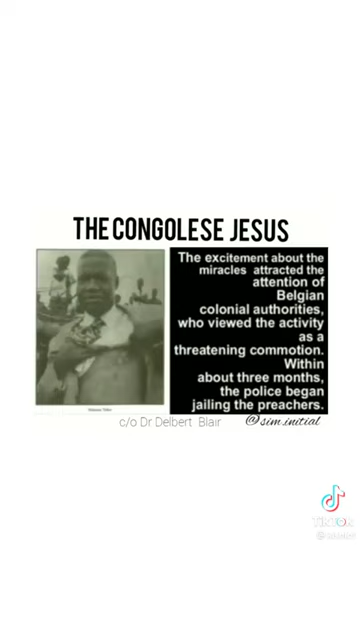 THE CONGOLESE JESUS
The excitement about the
miracles attracted the
attention of
Belgian
colonial authorities,
who viewed the activity
as a
threatening commotion.
Within
about three months,
the police began
jailing the preachers.
c/o Dr Delbert Blair
@sim.initial
TikTok